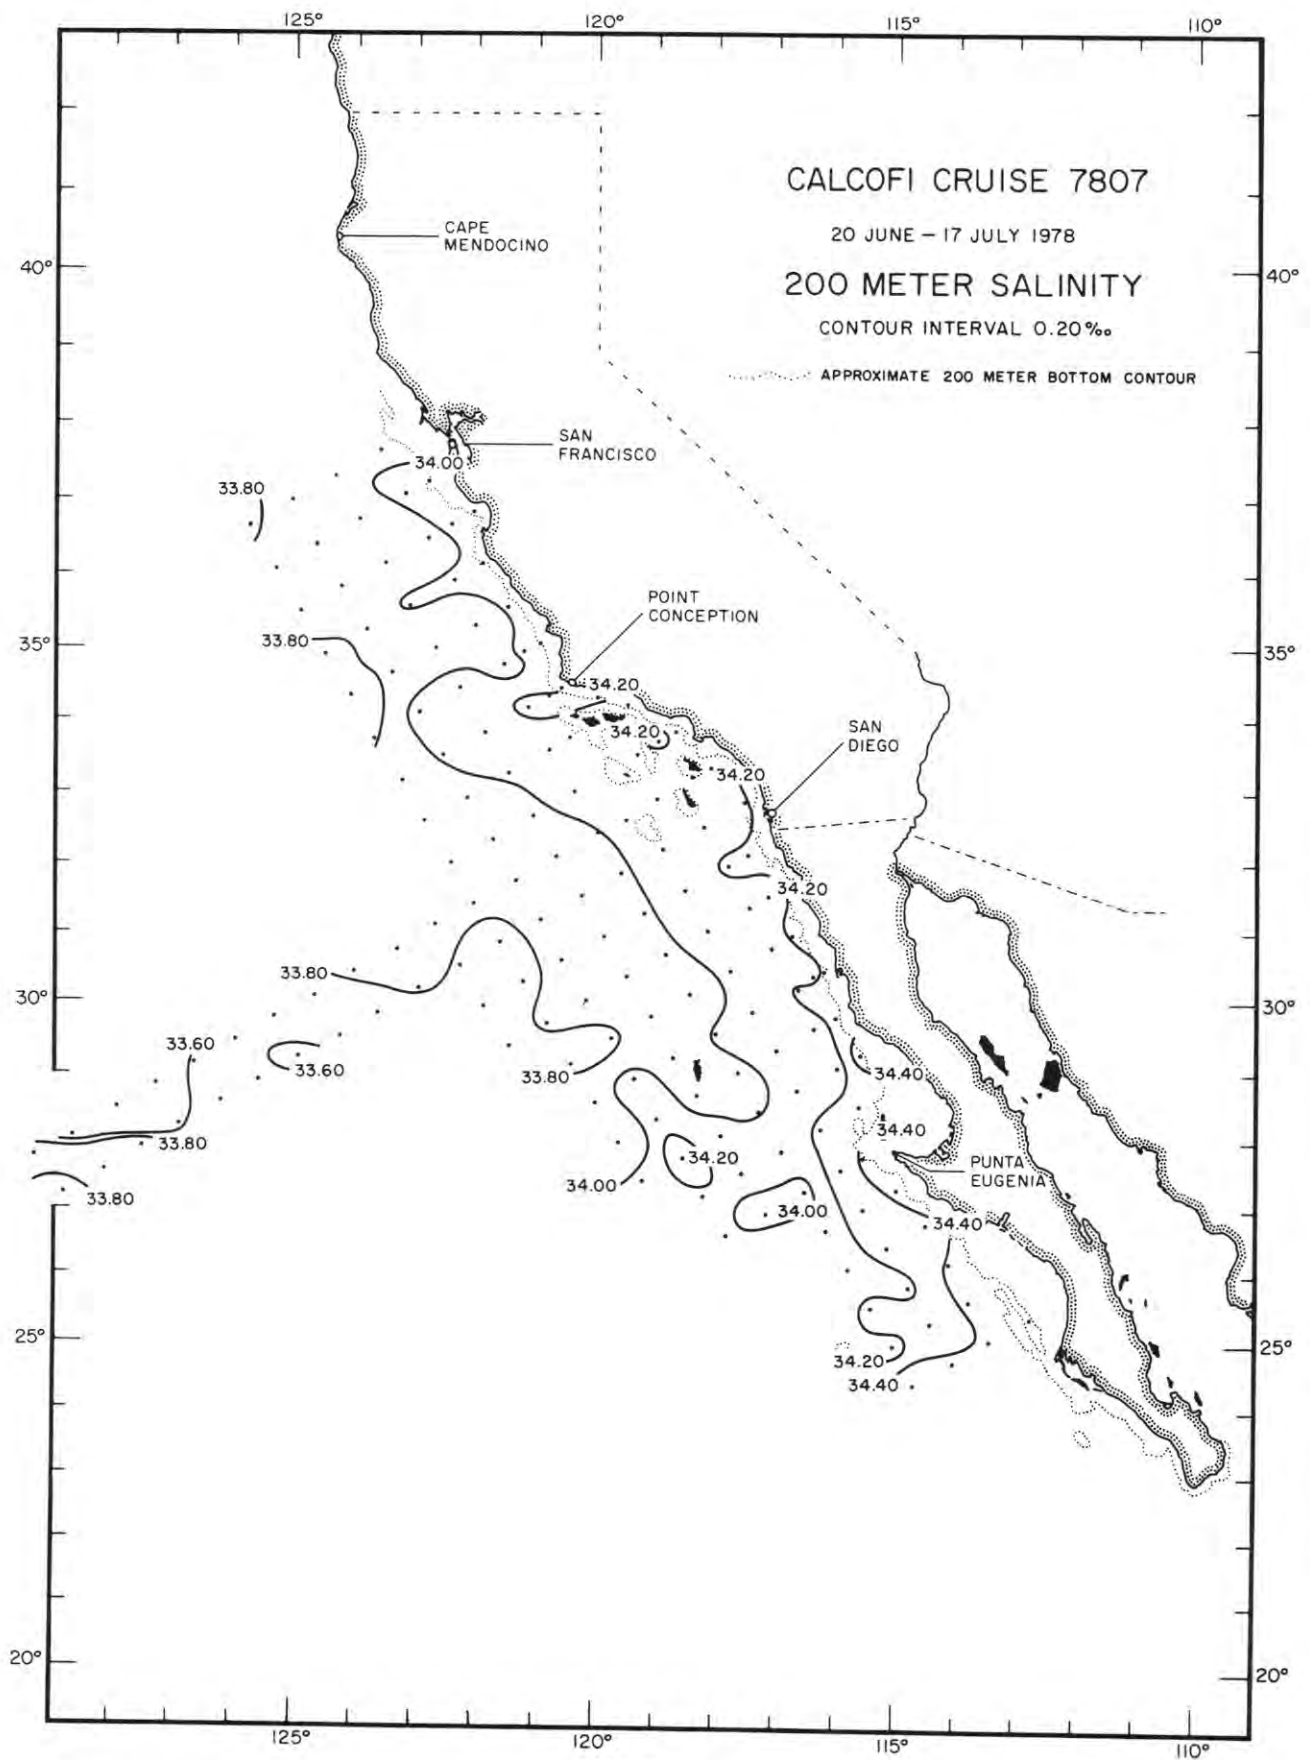 125°
120°
115°
110°
CALCOFI CRUISE 7807
20 JUNE – 17 JULY 1978
200 METER SALINITY
CONTOUR INTERVAL 0.20‰
APPROXIMATE 200 METER BOTTOM CONTOUR
CAPE
MENDOCINO
40°
40°
SAN
FRANCISCO
34.00
33.80
POINT
CONCEPTION
33.80
35°
35°
34.20
34.20
SAN
DIEGO
34.20
34.20
33.80
30°
30°
33.60
33.60
33.80
34.40
34.40
33.80
34.20
PUNTA
EUGENIA
34.00
33.80
34.00
34.40
25°
25°
34.20
34.40
20°
20°
125°
120°
115°
110°